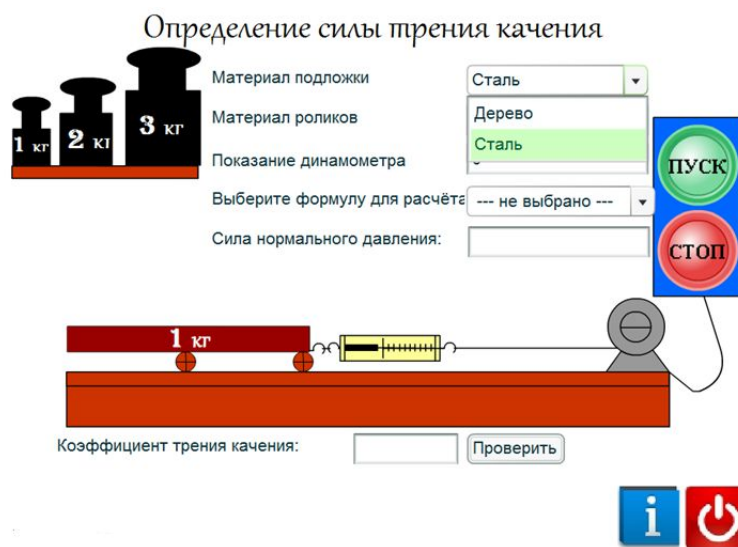 Определение силы трения качения
1 кг
2 кг
3 кг
Материал подложки
Сталь
Дерево
Сталь
Материал роликов
Показание динамометра
Выберите формулу для расчёта
--- не выбрано ---
Сила нормального давления:
ПУСК
СТОП
1 кг
Коэффициент трения качения:
Проверить
i